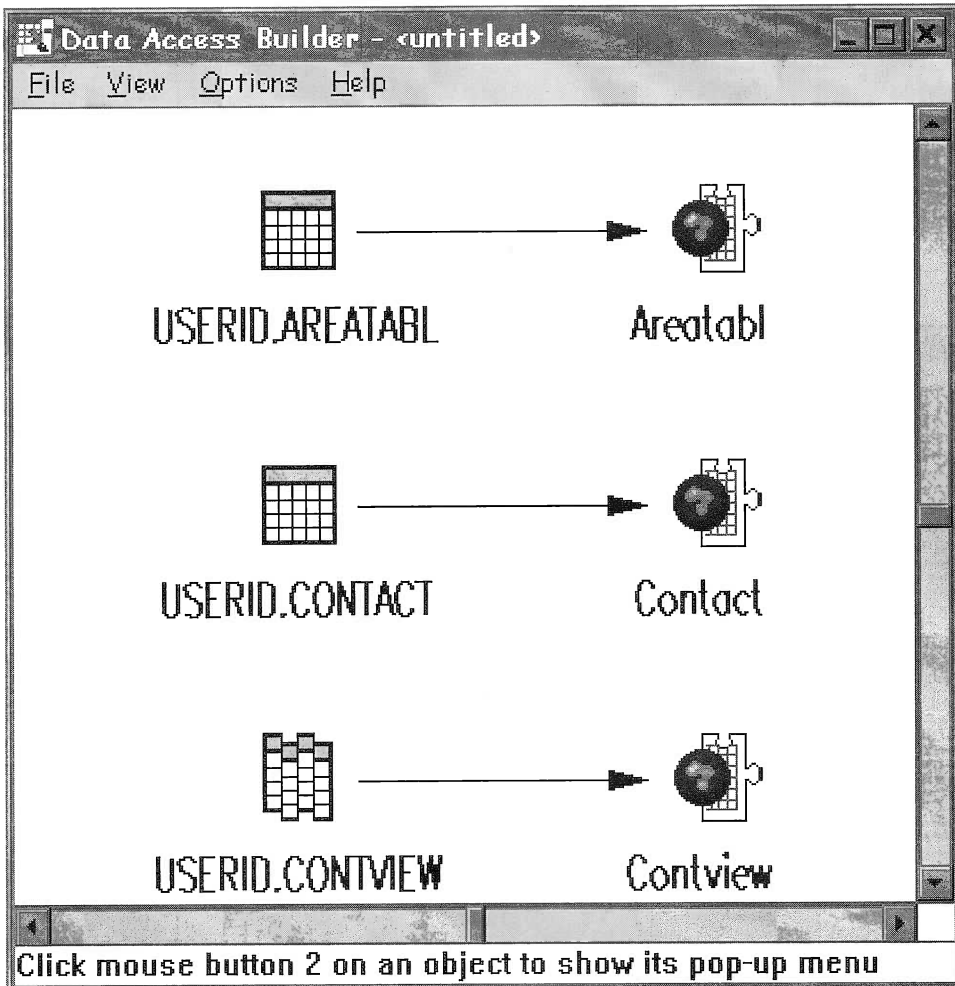 Data Access Builder - <untitled>
File View Options Help
USERID.AREATABL
Areatabl
USERID.CONTACT
Contact
USERID.CONTVIEW
Contview
Click mouse button 2 on an object to show its pop-up menu